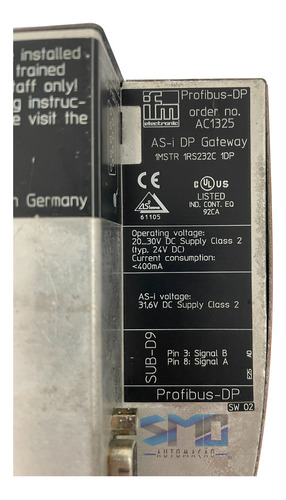 installed
trained
staff only!
ng instruc-
e visit the
n Germany
ifm
electronic
Profibus-DP
order no.
AC1325
AS-i DP Gateway
1MSTR 1RS232C 1DP
61105
C UL US
LISTED
IND. CONT. EQ
92CA
Operating voltage:
20...30V DC Supply Class 2
(typ. 24V DC)
Current consumption:
<400mA
AS-i voltage:
31,6V DC Supply Class 2
SUB-D9
Pin 3: Signal B
Pin 8: Signal A
E25 AD
Profibus-DP
SW 02
SMO
AUTOMAÇÃO